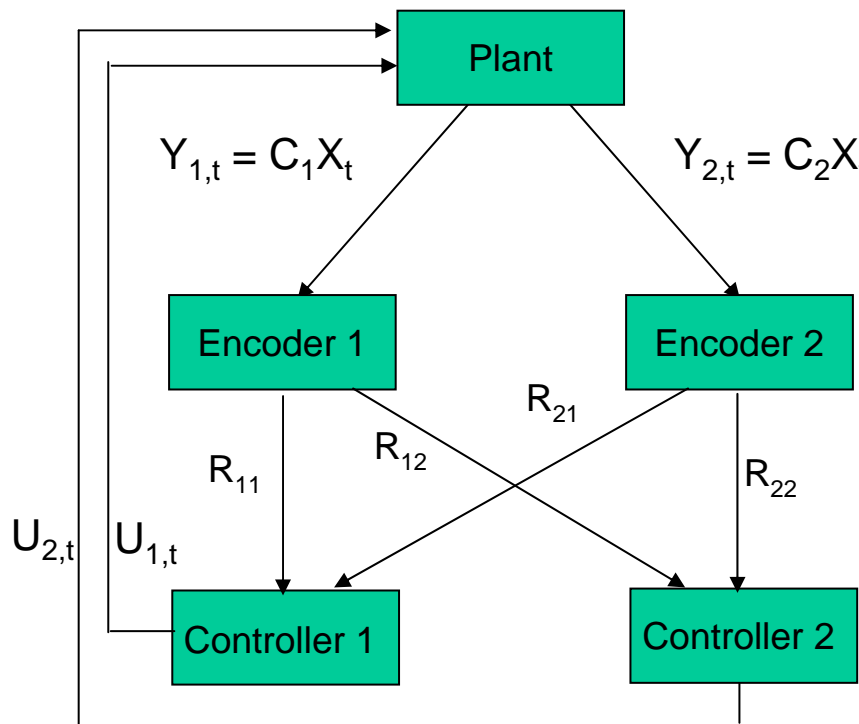 Plant
Y1,t = C1Xt
Y2,t = C2X
Encoder 1
Encoder 2
R21
R12
R11
R22
U2,t
U1,t
Controller 1
Controller 2